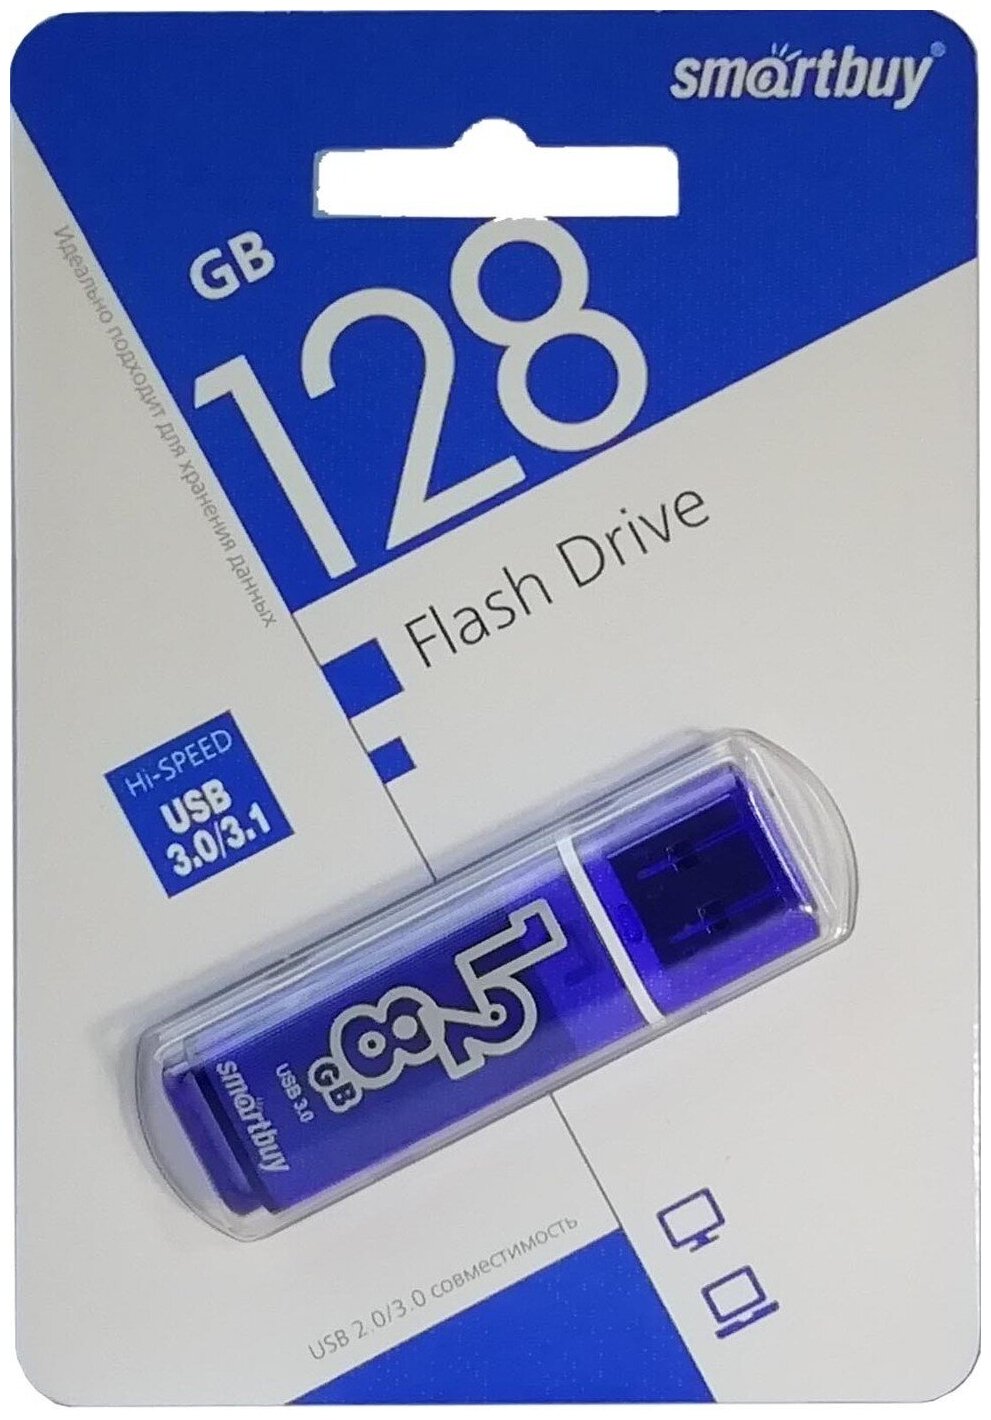 smartbuy®
GB
128
Flash Drive
Идеально подходит для хранения данных
Hi-SPEED
USB
3.0/3.1
128
GB
USB 3.0
smartbuy
USB 2.0/3.0 совместимость